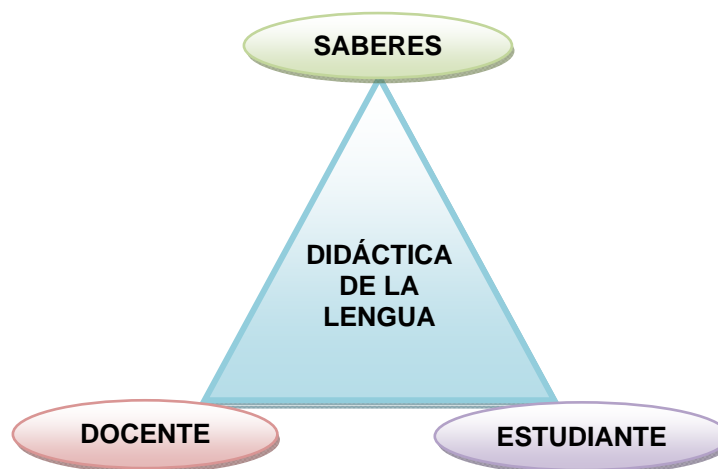 SABERES
DIDÁCTICA
DE LA
LENGUA
DOCENTE
ESTUDIANTE